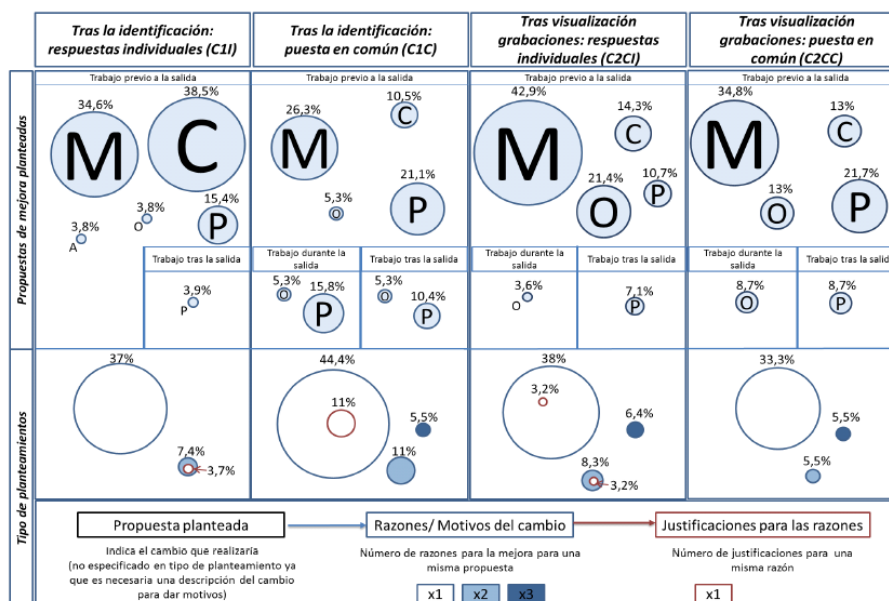 Tras la identificación:
respuestas individuales (C1I)
Tras la identificación:
puesta en común (C1C)
Tras visualización
grabaciones: respuestas
individuales (C2CI)
Tras visualización
grabaciones: puesta en
común (C2CC)
Propuestas de mejora planteadas
Trabajo previo a la salida
34,6%
M
38,5%
C
3,8%
A
3,8%
O
15,4%
P
Trabajo tras la salida
3,9%
P
Trabajo previo a la salida
26,3%
M
10,5%
C
5,3%
O
21,1%
P
Trabajo durante la
salida
5,3%
O
15,8%
P
Trabajo tras la salida
5,3%
O
10,4%
P
Trabajo previo a la salida
42,9%
M
14,3%
C
21,4%
O
10,7%
P
Trabajo durante la
salida
3,6%
O
Trabajo tras la salida
7,1%
P
Trabajo previo a la salida
34,8%
M
13%
C
13%
O
21,7%
P
Trabajo durante la
salida
8,7%
O
Trabajo tras la salida
8,7%
P
Tipo de planteamientos
37%
7,4%
3,7%
44,4%
11%
5,5%
11%
38%
3,2%
6,4%
8,3%
3,2%
33,3%
5,5%
5,5%
Propuesta planteada
Indica el cambio que realizaría
(no especificado en tipo de planteamiento ya
que es necesaria una descripción del cambio
para dar motivos)
Razones/ Motivos del cambio
Número de razones para la mejora para una
misma propuesta
x1
x2
x3
Justificaciones para las razones
Número de justificaciones para una
misma razón
x1